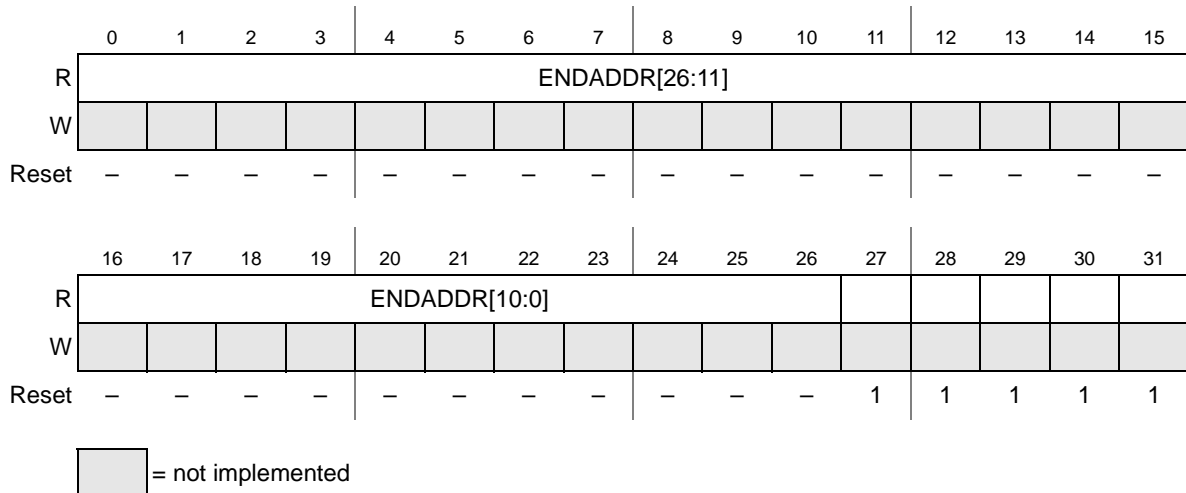 0 1 2 3 4 5 6 7 8 9 10 11 12 13 14 15
R ENDADDR[26:11]
W
Reset – – – – – – – – – – – – – – – –
16 17 18 19 20 21 22 23 24 25 26 27 28 29 30 31
R ENDADDR[10:0]
W
Reset – – – – – – – – – – – 1 1 1 1 1
= not implemented